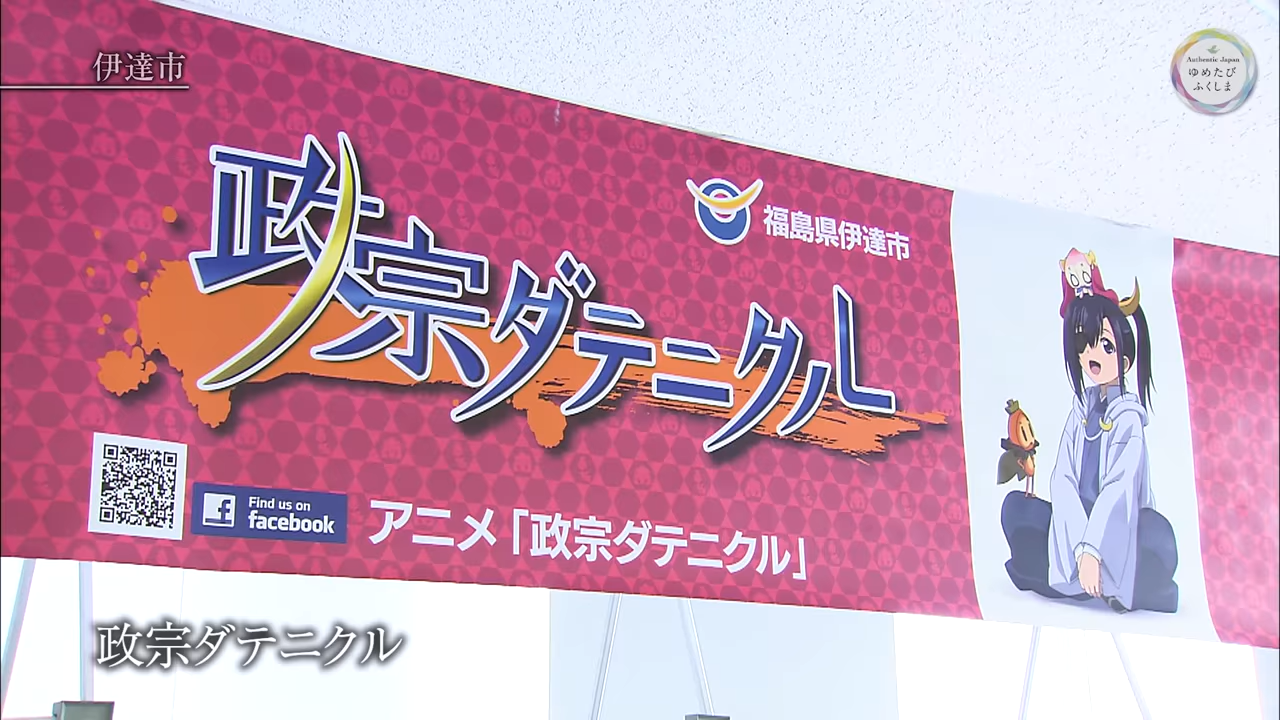 伊達市
Authentic Japan
ゆめたび
ふくしま
政宗ダテニクル
福島県伊達市
Find us on
facebook
アニメ「政宗ダテニクル」
政宗ダテニクル